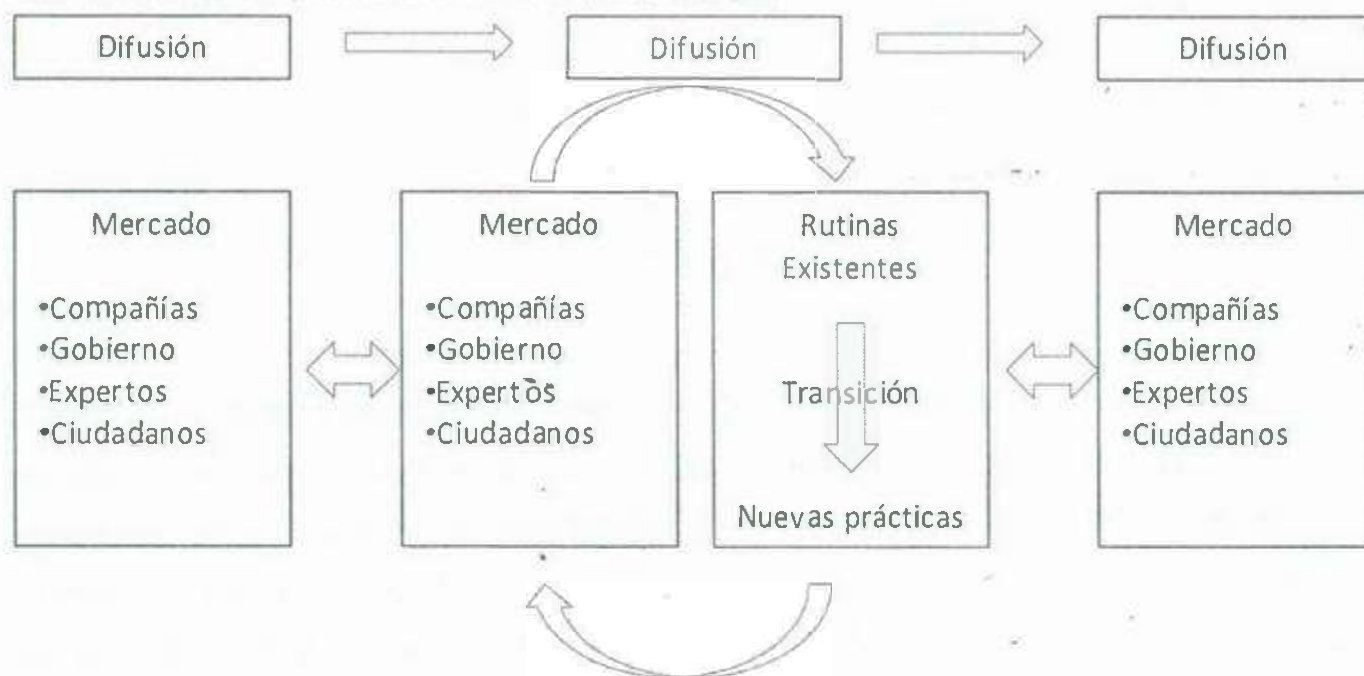 Difusión
Difusión
Difusión
Mercado
•Compañías
•Gobierno
•Expertos
•Ciudadanos
Mercado
•Compañías
•Gobierno
•Expertos
•Ciudadanos
Rutinas
Existentes
Transición
Nuevas prácticas
Mercado
•Compañías
•Gobierno
•Expertos
•Ciudadanos